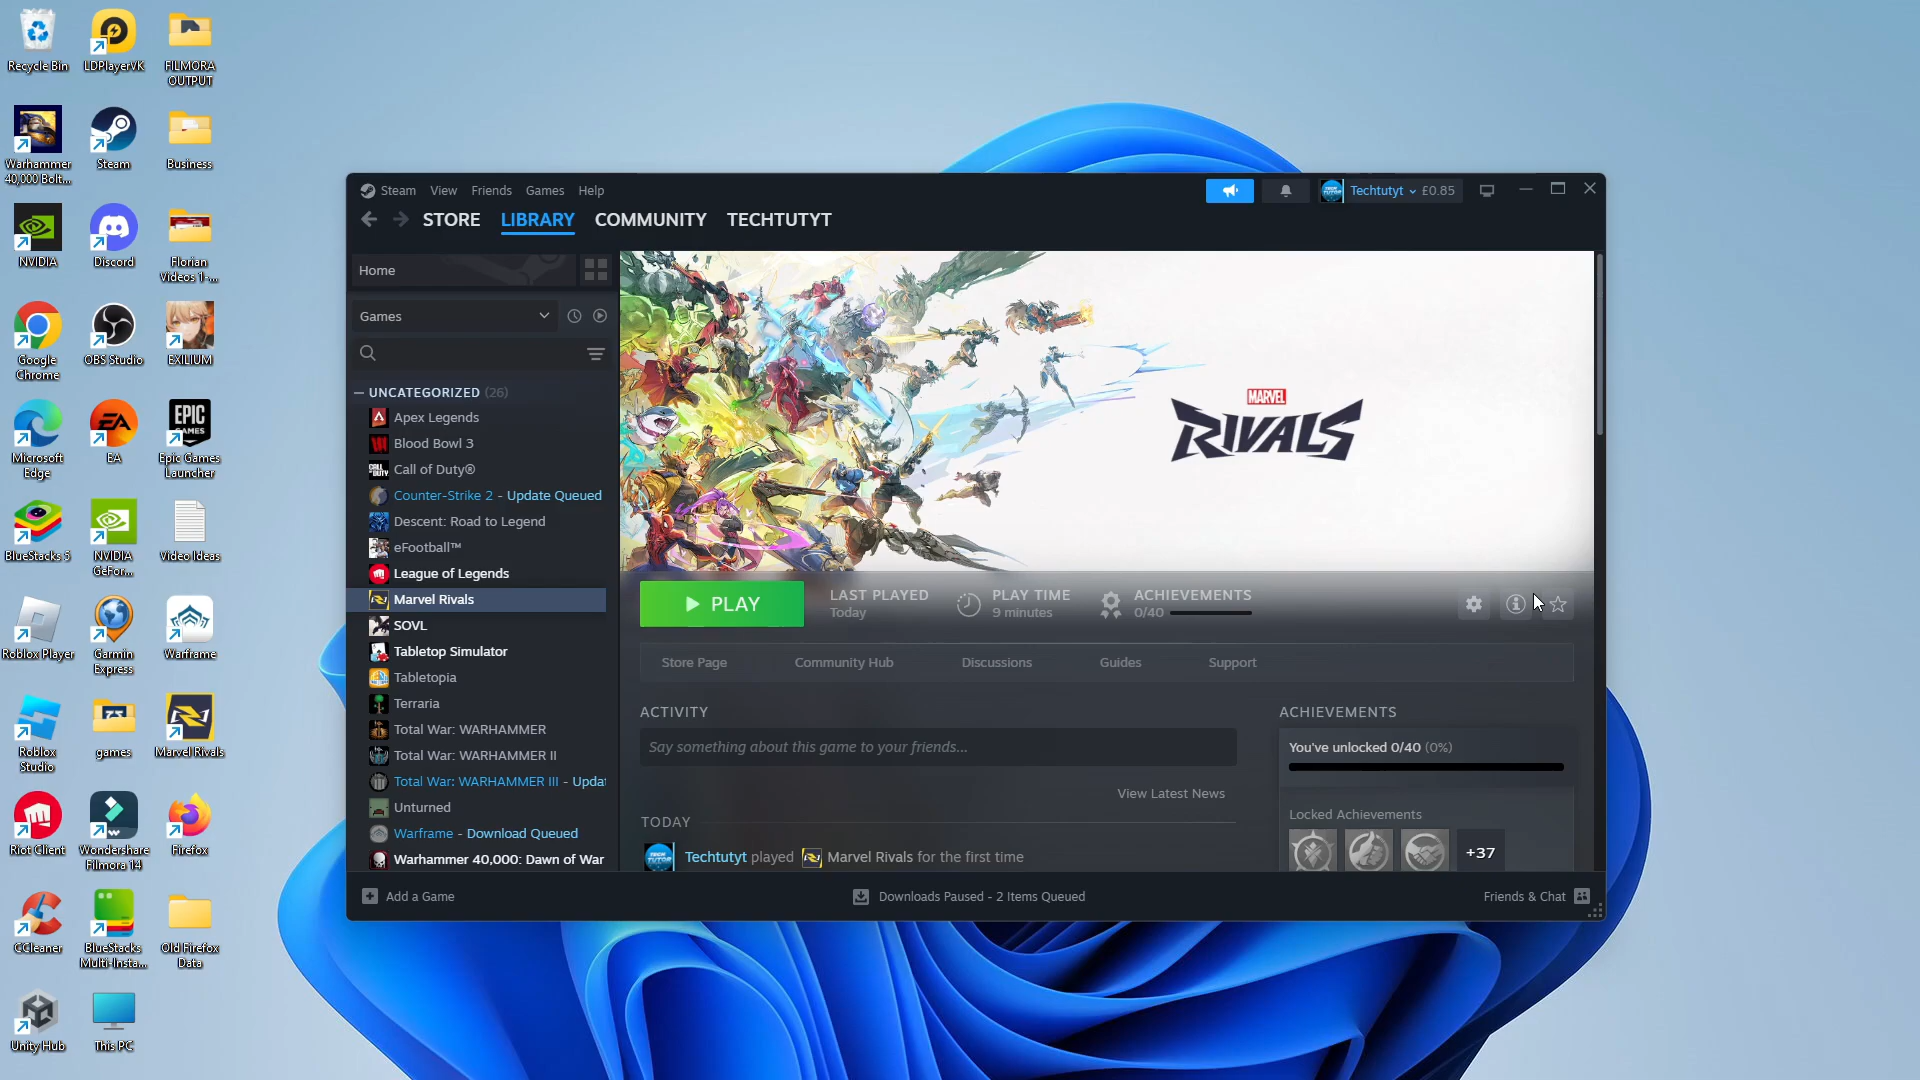 Recycle Bin
LDPlayerVK
FILMORA
OUTPUT
Warhammer
40,000 Bolt...
Steam
Business
NVIDIA
Discord
Florian
Videos 1-...
Google
Chrome
OBS Studio
EXILIUM
Microsoft
Edge
EA
Epic Games
Launcher
BlueStacks 5
NVIDIA
GeFor...
Video Ideas
Roblox Player
Garmin
Express
Warframe
Roblox
Studio
games
Marvel Rivals
Riot Client
Wondershare
Filmora 14
Firefox
CCleaner
BlueStacks
Multi-Insta...
Old Firefox
Data
Unity Hub
This PC
Steam View Friends Games Help
Techtutyt £0.85
STORE LIBRARY COMMUNITY TECHTUTYT
Home
Games
UNCATEGORIZED (26)
Apex Legends
Blood Bowl 3
Call of Duty®
Counter-Strike 2 - Update Queued
Descent: Road to Legend
eFootball™
League of Legends
Marvel Rivals
SOVL
Tabletop Simulator
Tabletopia
Terraria
Total War: WARHAMMER
Total War: WARHAMMER II
Total War: WARHAMMER III - Updat
Unturned
Warframe - Download Queued
Warhammer 40,000: Dawn of War
MARVEL
RIVALS
PLAY
LAST PLAYED
Today
PLAY TIME
9 minutes
ACHIEVEMENTS
0/40
Store Page Community Hub Discussions Guides Support
ACTIVITY
Say something about this game to your friends...
View Latest News
TODAY
Techtutyt played Marvel Rivals for the first time
ACHIEVEMENTS
You've unlocked 0/40 (0%)
Locked Achievements
+37
Add a Game
Downloads Paused - 2 Items Queued
Friends & Chat